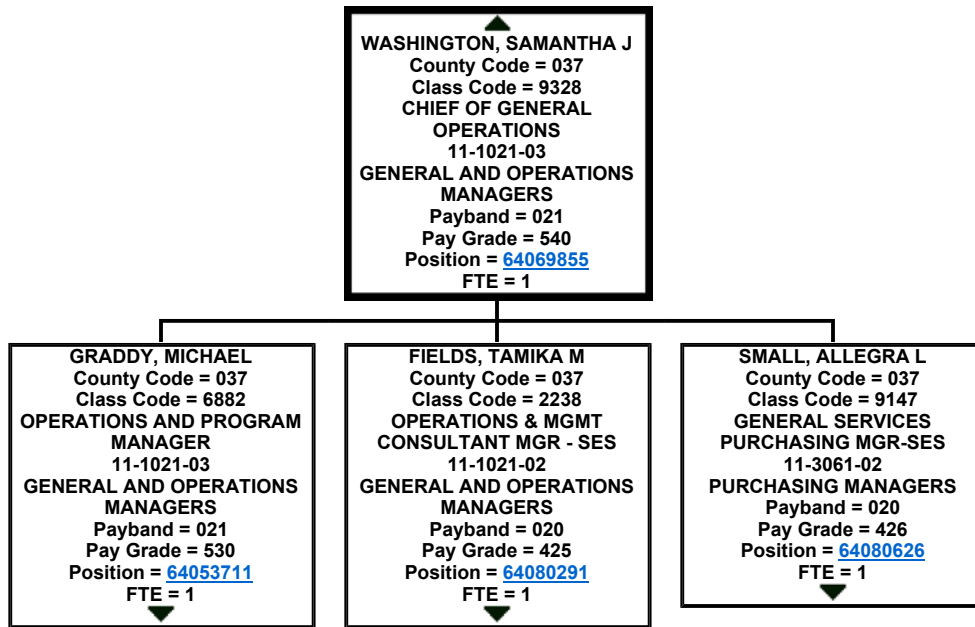 WASHINGTON, SAMANTHA J
County Code = 037
Class Code = 9328
CHIEF OF GENERAL
OPERATIONS
11-1021-03
GENERAL AND OPERATIONS
MANAGERS
Payband = 021
Pay Grade = 540
Position = 64069855
FTE = 1
GRADDY, MICHAEL
County Code = 037
Class Code = 6882
OPERATIONS AND PROGRAM
MANAGER
11-1021-03
GENERAL AND OPERATIONS
MANAGERS
Payband = 021
Pay Grade = 530
Position = 64053711
FTE = 1
FIELDS, TAMIKA M
County Code = 037
Class Code = 2238
OPERATIONS & MGMT
CONSULTANT MGR - SES
11-1021-02
GENERAL AND OPERATIONS
MANAGERS
Payband = 020
Pay Grade = 425
Position = 64080291
FTE = 1
SMALL, ALLEGRA L
County Code = 037
Class Code = 9147
GENERAL SERVICES
PURCHASING MGR-SES
11-3061-02
PURCHASING MANAGERS
Payband = 020
Pay Grade = 426
Position = 64080626
FTE = 1